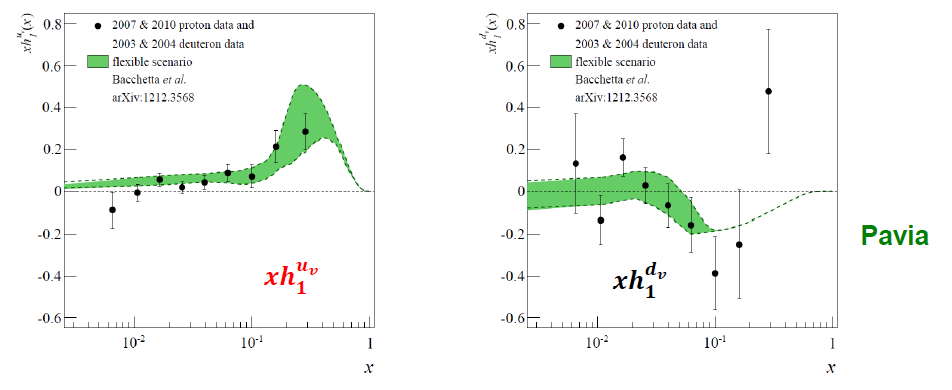 xh₁^{u_v}(x)
0.8
0.6
0.4
0.2
0
-0.2
-0.4
-0.6
2007 & 2010 proton data and
2003 & 2004 deuteron data
flexible scenario
Bacchetta et al.
arXiv:1212.3568
xh₁^{u_v}
10⁻²
10⁻¹
1
x
xh₁^{d_v}(x)
0.8
0.6
0.4
0.2
0
-0.2
-0.4
-0.6
2007 & 2010 proton data and
2003 & 2004 deuteron data
flexible scenario
Bacchetta et al.
arXiv:1212.3568
xh₁^{d_v}
10⁻²
10⁻¹
1
x
Pavia